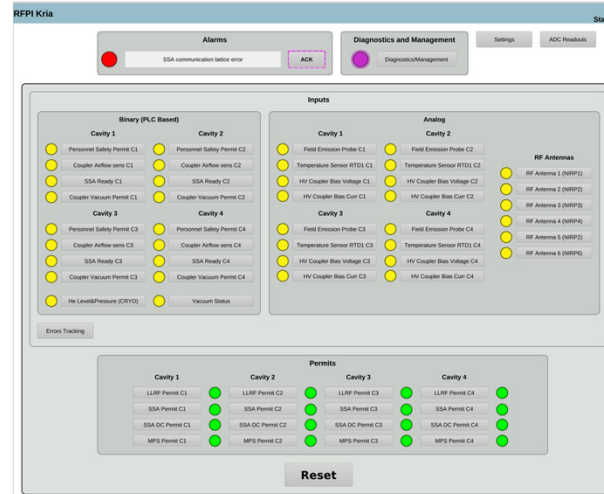 RFPI Kria
Sta
Alarms
SSA communication lattice error
ACK
Diagnostics and Management
Diagnostics/Management
Settings
ADC Readouts
Inputs
Binary (PLC Based)
Cavity 1 Cavity 2
Personnel Safety Permit C1 Personnel Safety Permit C2
Coupler Airflow sens C1 Coupler Airflow sens C2
SSA Ready C1 SSA Ready C2
Coupler Vacuum Permit C1 Coupler Vacuum Permit C2
Cavity 3 Cavity 4
Personnel Safety Permit C3 Personnel Safety Permit C4
Coupler Airflow sens C3 Coupler Airflow sens C4
SSA Ready C3 SSA Ready C4
Coupler Vacuum Permit C3 Coupler Vacuum Permit C4
He Level&Pressure (CRYO) Vacuum Status
Analog
Cavity 1 Cavity 2
Field Emission Probe C1 Field Emission Probe C2
Temperature Sensor RTD1 C1 Temperature Sensor RTD1 C2
HV Coupler Bias Voltage C1 HV Coupler Bias Voltage C2
HV Coupler Bias Curr C1 HV Coupler Bias Curr C2
Cavity 3 Cavity 4
Field Emission Probe C3 Field Emission Probe C4
Temperature Sensor RTD1 C3 Temperature Sensor RTD1 C4
HV Coupler Bias Voltage C3 HV Coupler Bias Voltage C4
HV Coupler Bias Curr C3 HV Coupler Bias Curr C4
RF Antennas
RF Antenna 1 (NIRP1)
RF Antenna 2 (NIRP2)
RF Antenna 3 (NIRP3)
RF Antenna 4 (NIRP4)
RF Antenna 5 (NIRP5)
RF Antenna 6 (NIRP6)
Errors Tracking
Permits
Cavity 1 Cavity 2 Cavity 3 Cavity 4
LLRF Permit C1 LLRF Permit C2 LLRF Permit C3 LLRF Permit C4
SSA Permit C1 SSA Permit C2 SSA Permit C3 SSA Permit C4
SSA DC Permit C1 SSA DC Permit C2 SSA DC Permit C3 SSA DC Permit C4
MPS Permit C1 MPS Permit C2 MPS Permit C3 MPS Permit C4
Reset